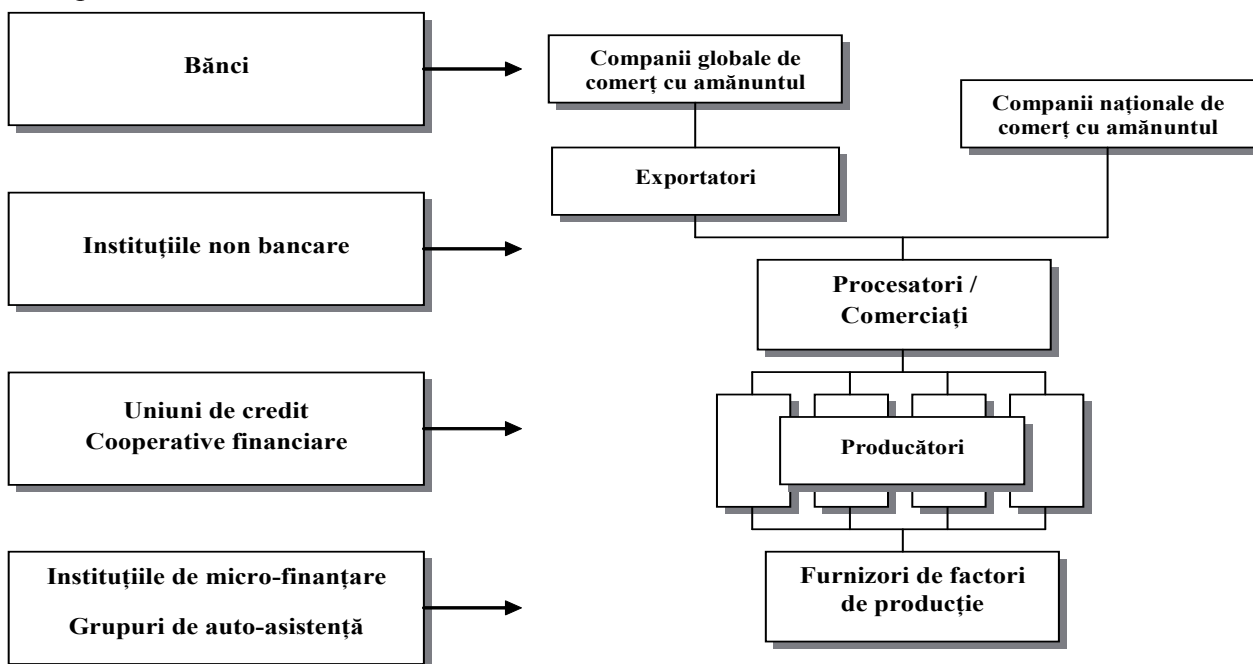 Bănci
Companii globale de
comerț cu amănuntul
Companii naționale de
comerț cu amănuntul
Exportatori
Instituțiile non bancare
Procesatori /
Comerciați
Uniuni de credit
Cooperative financiare
Producători
Instituțiile de micro-finanțare
Grupuri de auto-asistență
Furnizori de factori
de producție